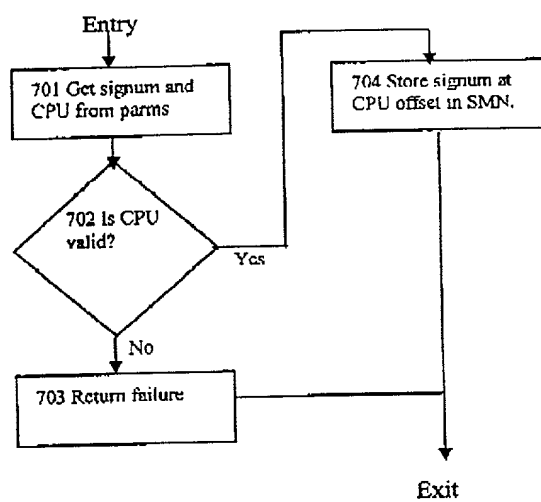 Entry
701 Get signum and
CPU from parms
704 Store signum at
CPU offset in SMN.
702 Is CPU
valid?
Yes
No
703 Return failure
Exit